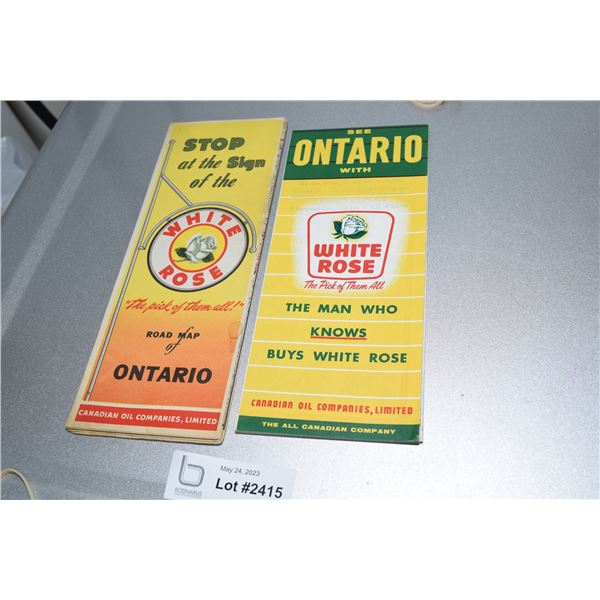 STOP
at the Sign
of the
WHITE
ROSE
"The pick of them all!"
ROAD MAP
of
ONTARIO
CANADIAN OIL COMPANIES, LIMITED
SEE
ONTARIO
WITH
WHITE
ROSE
The Pick of Them All
THE MAN WHO
KNOWS
BUYS WHITE ROSE
CANADIAN OIL COMPANIES, LIMITED
THE ALL CANADIAN COMPANY
b
BODNARUS
May 24, 2023
Lot #2415